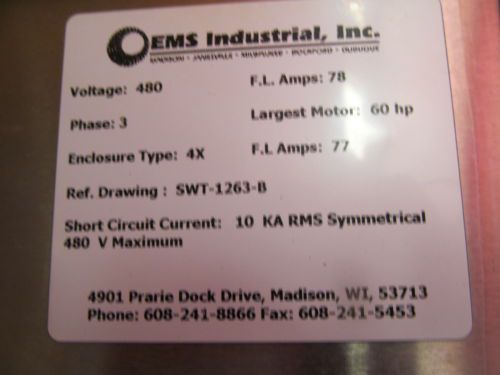 EMS Industrial, Inc.
MADISON · JANESVILLE · MILWAUKEE · ROCKFORD · DUBUQUE
Voltage: 480
F.L. Amps: 78
Phase: 3
Largest Motor: 60 hp
Enclosure Type: 4X
F.L Amps: 77
Ref. Drawing : SWT-1263-B
Short Circuit Current: 10 KA RMS Symmetrical
480 V Maximum
4901 Prarie Dock Drive, Madison, WI, 53713
Phone: 608-241-8866 Fax: 608-241-5453